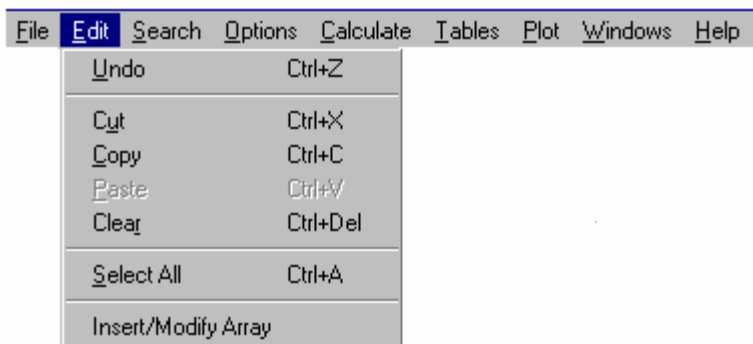 File Edit Search Options Calculate Tables Plot Windows Help
Undo Ctrl+Z
Cut Ctrl+X
Copy Ctrl+C
Paste Ctrl+V
Clear Ctrl+Del
Select All Ctrl+A
Insert/Modify Array